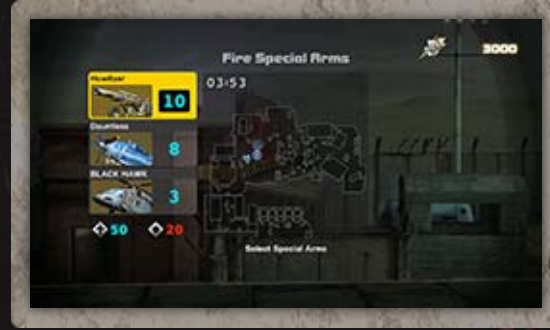 3000
Fire Special Arms
03:53
Howitzer
10
Dauntless
8
BLACK HAWK
3
50 20
Select Special Arms